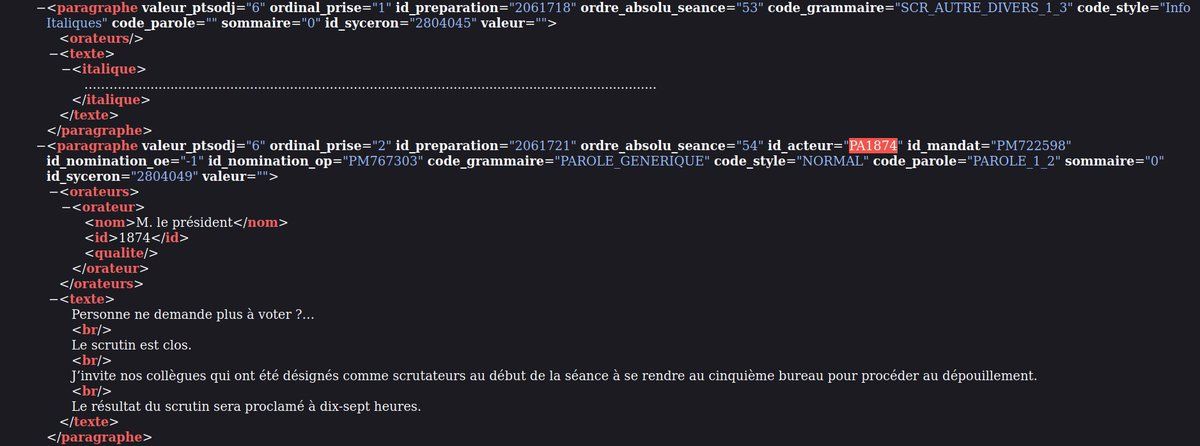 −<paragraphe valeur_ptsodj="6" ordinal_prise="1" id_preparation="2061718" ordre_absolu_seance="53" code_grammaire="SCR_AUTRE_DIVERS_1_3" code_style="Info
Italiques" code_parole="" sommaire="0" id_syceron="2804045" valeur="">
<orateurs/>
−<texte>
−<italique>
..........................................................................................................................................
</italique>
</texte>
</paragraphe>
−<paragraphe valeur_ptsodj="6" ordinal_prise="2" id_preparation="2061721" ordre_absolu_seance="54" id_acteur="PA1874" id_mandat="PM722598"
id_nomination_oe="-1" id_nomination_op="PM767303" code_grammaire="PAROLE_GENERIQUE" code_style="NORMAL" code_parole="PAROLE_1_2" sommaire="0"
id_syceron="2804049" valeur="">
−<orateurs>
−<orateur>
<nom>M. le président</nom>
<id>1874</id>
<qualite/>
</orateur>
</orateurs>
−<texte>
Personne ne demande plus à voter ?…
<br/>
Le scrutin est clos.
<br/>
J’invite nos collègues qui ont été désignés comme scrutateurs au début de la séance à se rendre au cinquième bureau pour procéder au dépouillement.
<br/>
Le résultat du scrutin sera proclamé à dix-sept heures.
</texte>
</paragraphe>